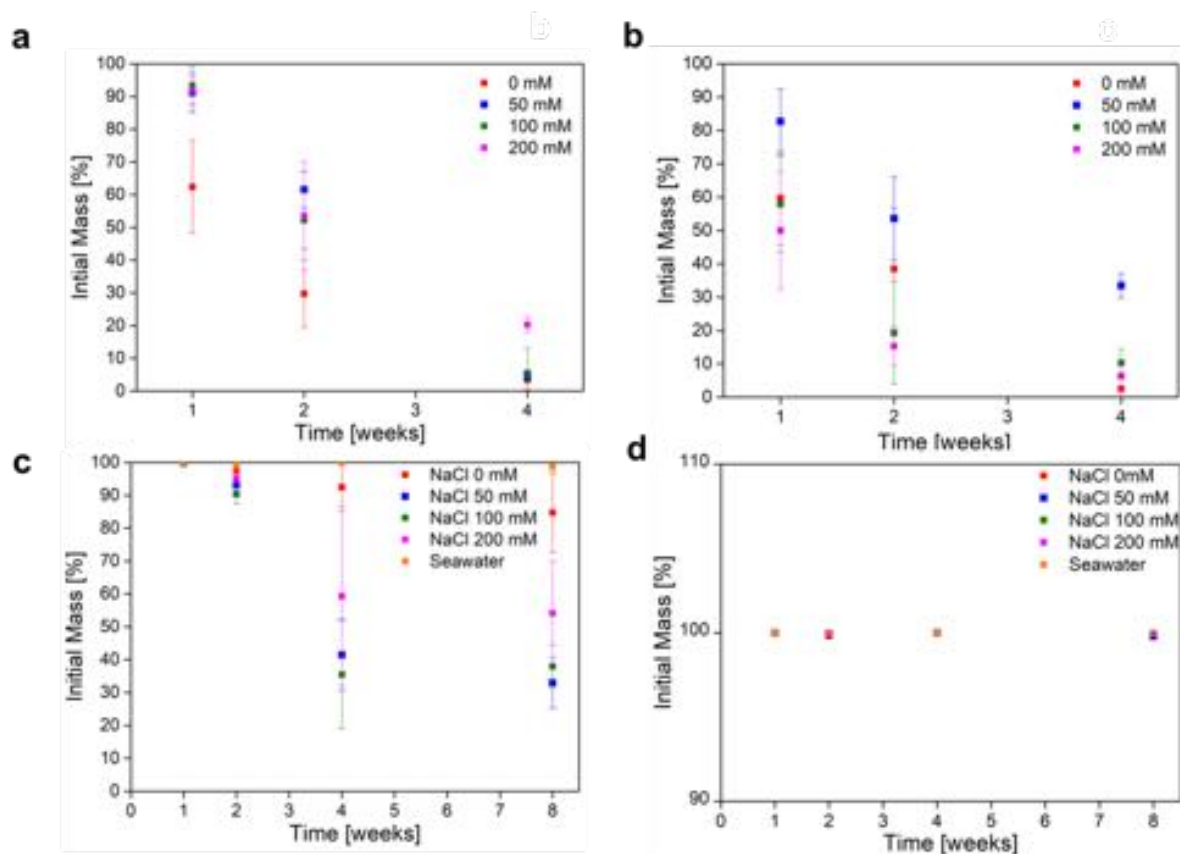 a
b
100
90
80
70
60
50
40
30
20
10
0
Intial Mass [%]
0 mM
50 mM
100 mM
200 mM
1
2
3
4
Time [weeks]
b
100
90
80
70
60
50
40
30
20
10
0
Intial Mass [%]
0 mM
50 mM
100 mM
200 mM
1
2
3
4
Time [weeks]
c
100
90
80
70
60
50
40
30
20
10
0
Initial Mass [%]
NaCl 0 mM
NaCl 50 mM
NaCl 100 mM
NaCl 200 mM
Seawater
0
1
2
3
4
5
6
7
8
Time [weeks]
d
110
100
90
Initial Mass [%]
NaCl 0mM
NaCl 50 mM
NaCl 100 mM
NaCl 200 mM
Seawater
0
1
2
3
4
5
6
7
8
Time [weeks]